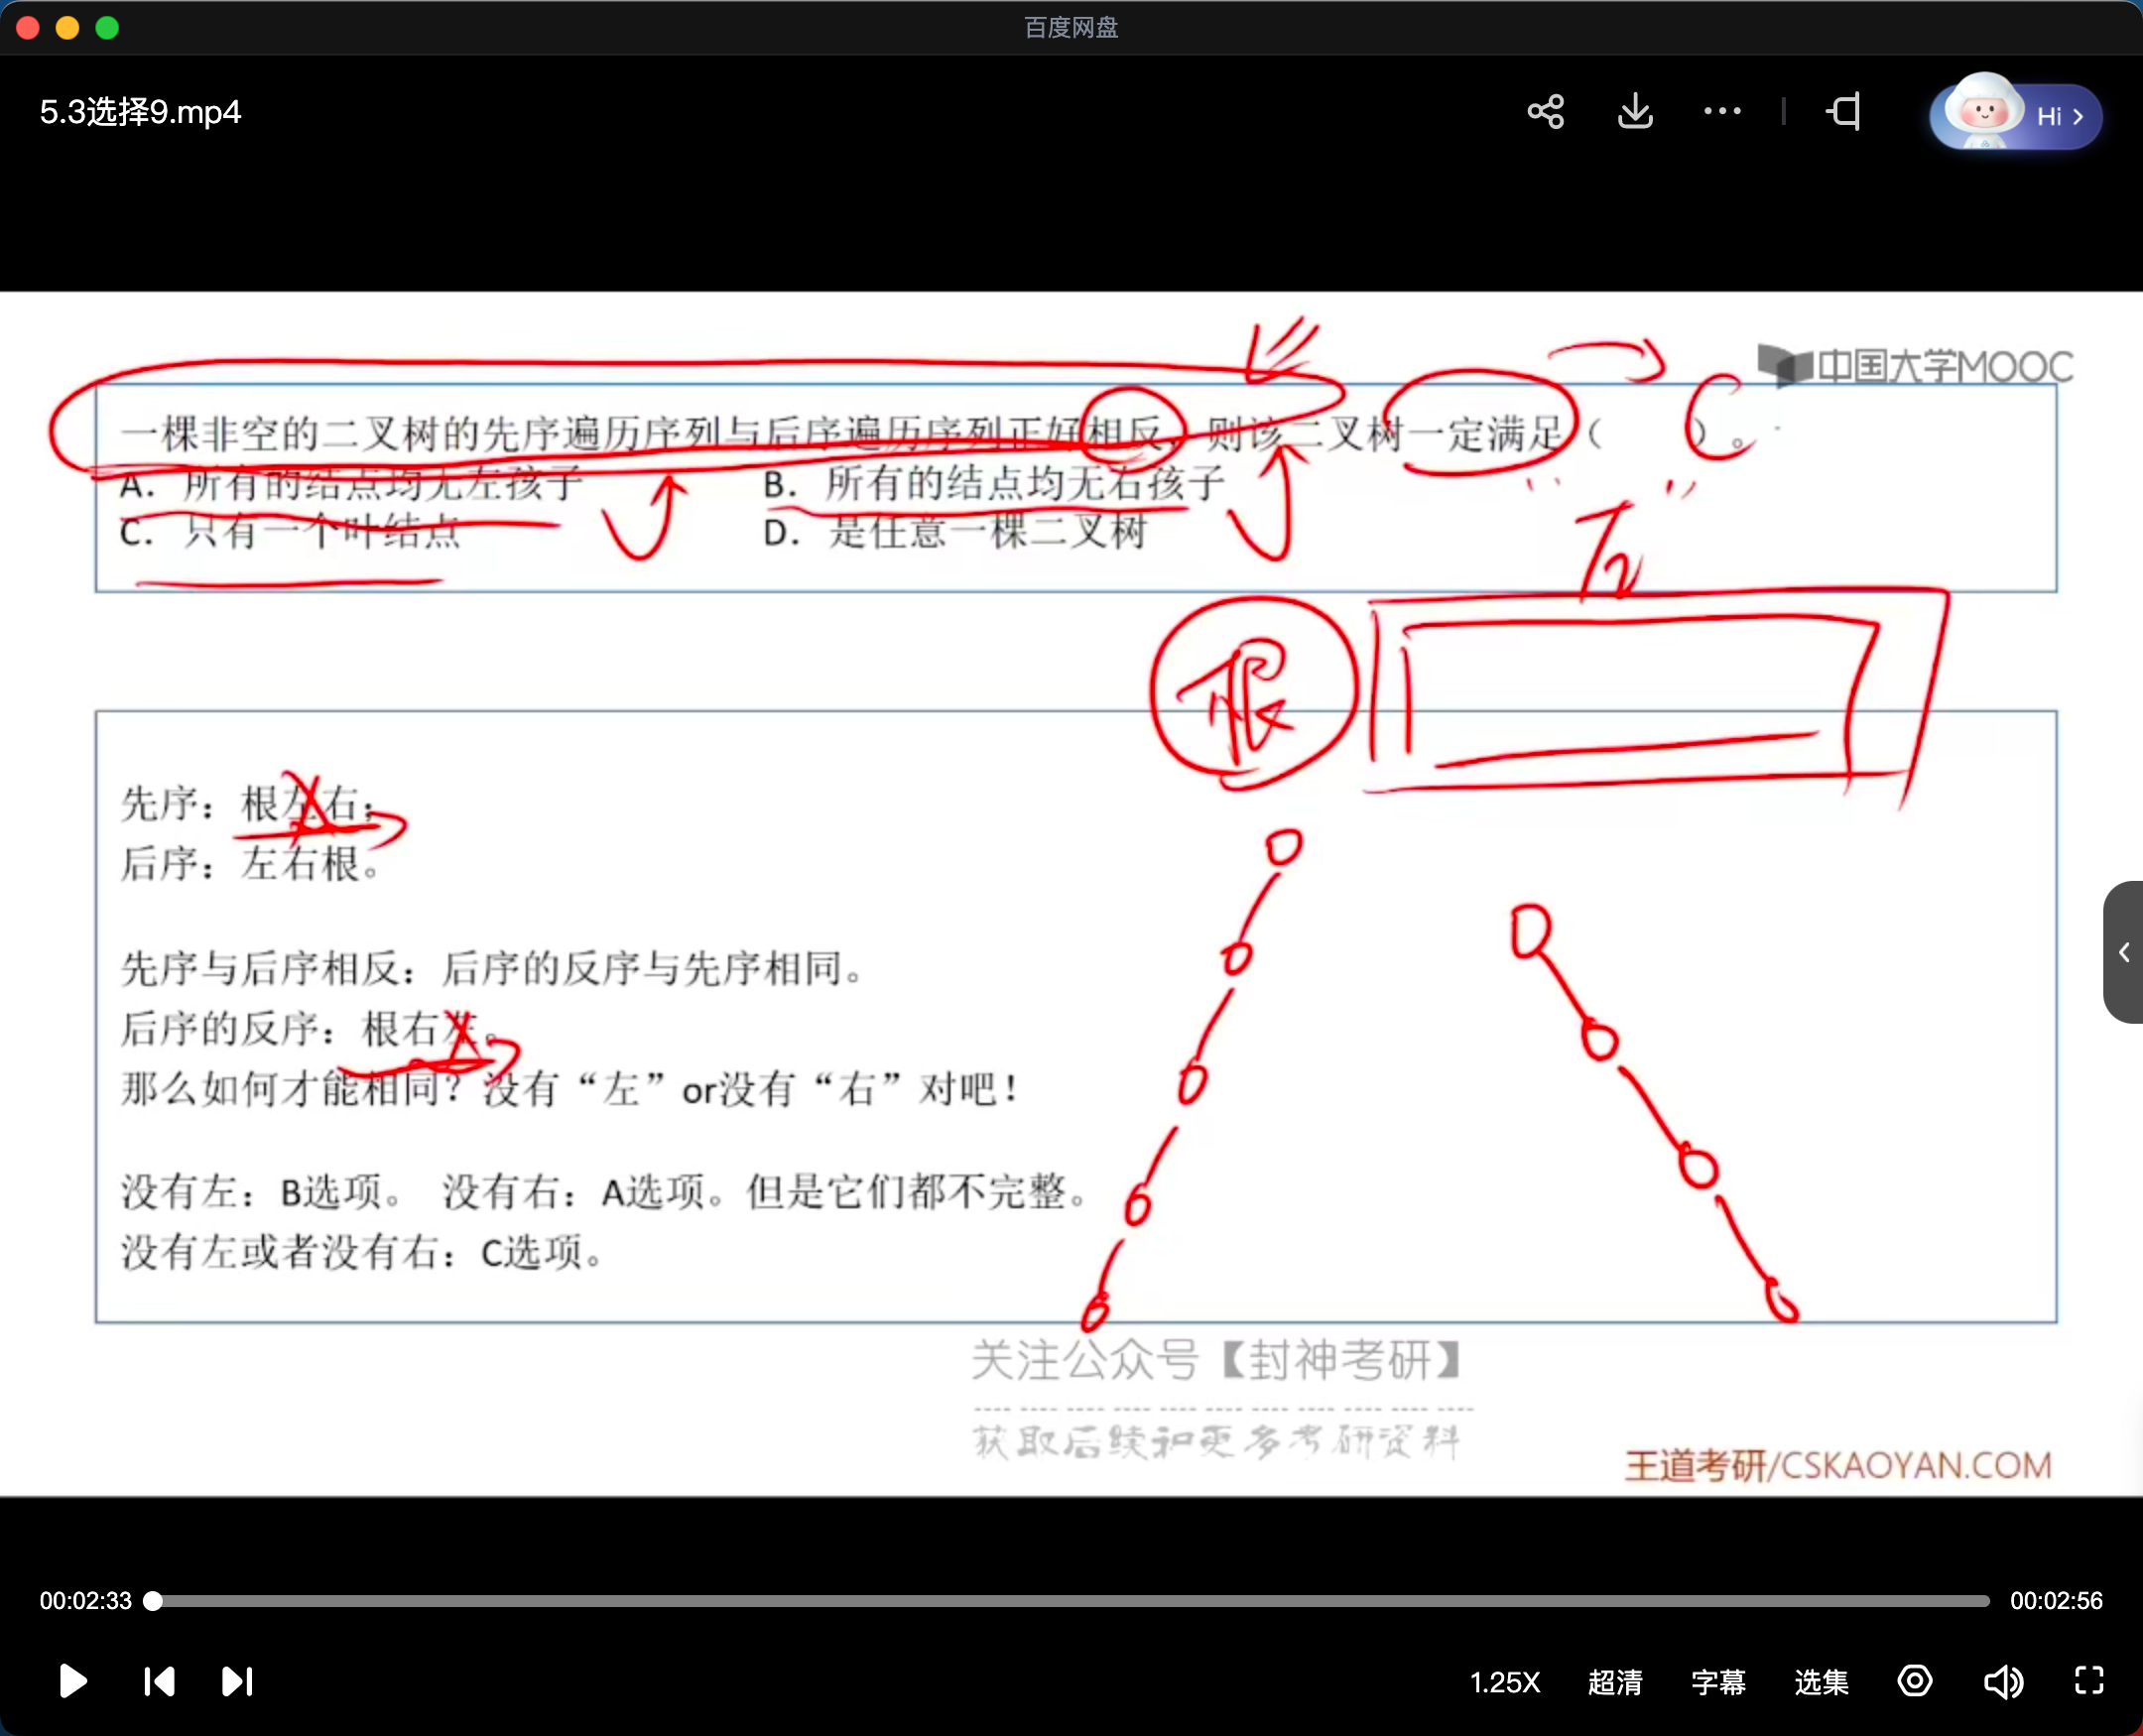 百度网盘
5.3选择9.mp4
Hi
中国大学MOOC
一棵非空的二叉树的先序遍历序列与后序遍历序列正好相反，则该二叉树一定满足（ C ）。
A. 所有的结点均无左孩子 B. 所有的结点均无右孩子
C. 只有一个叶结点 D. 是任意一棵二叉树
根
先序：根左右；
后序：左右根。
先序与后序相反：后序的反序与先序相同。
后序的反序：根右左。
那么如何才能相同？没有“左”or没有“右”对吧！
没有左：B选项。 没有右：A选项。但是它们都不完整。
没有左或者没有右：C选项。
关注公众号【封神考研】
获取后续和更多考研资料
王道考研/CSKAOYAN.COM
00:02:33 00:02:56
1.25X 超清 字幕 选集